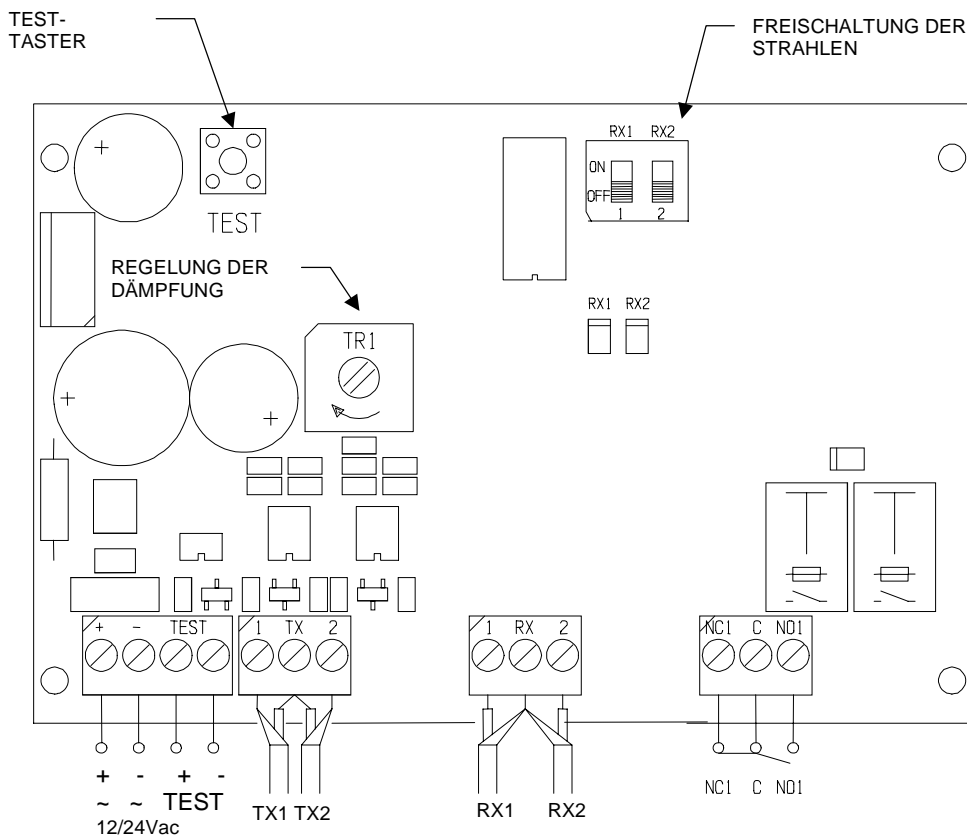 TEST-
TASTER
FREISCHALTUNG DER
STRAHLEN
RX1 RX2
ON
OFF
1 2
+
TEST
REGELUNG DER
DÄMPFUNG
RX1 RX2
TR1
+
+
+ - TEST
1 TX 2
1 RX 2
NC1 C NO1
+ - + -
~ ~ TEST
12/24Vac
TX1 TX2
RX1 RX2
NC1 C NO1